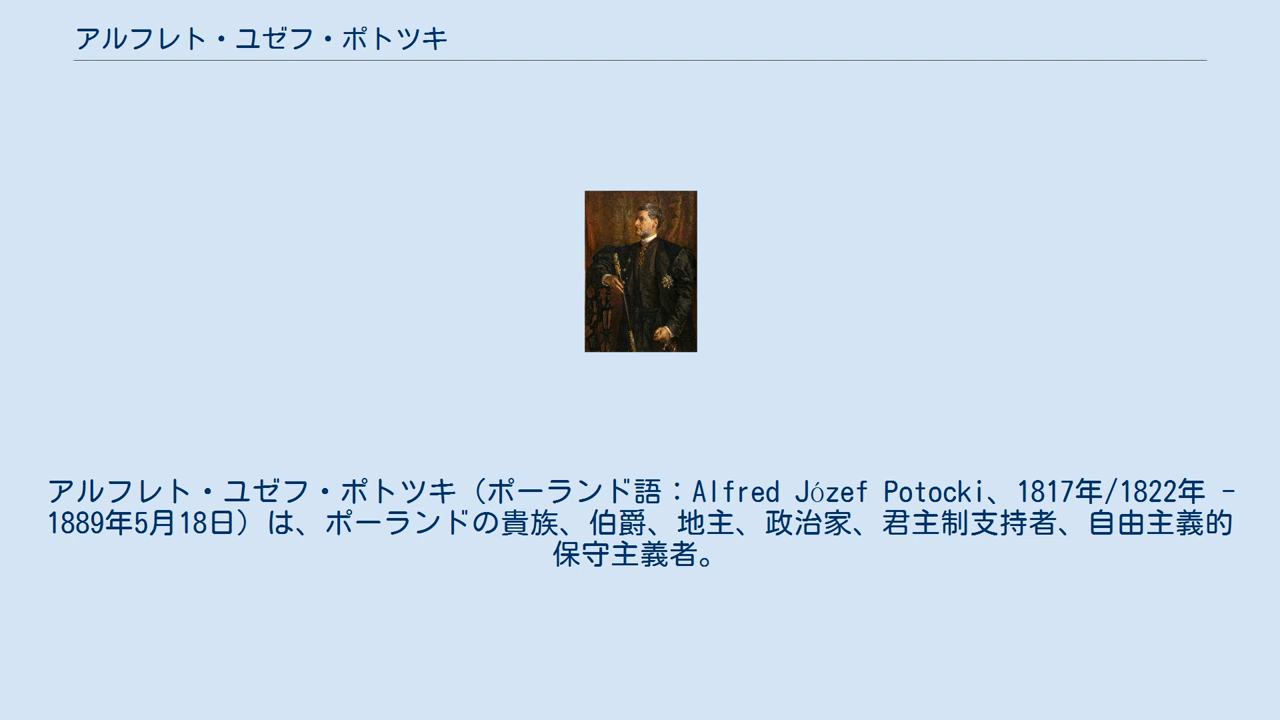 アルフレト・ユゼフ・ポトツキ
アルフレト・ユゼフ・ポトツキ（ポーランド語：Alfred Józef Potocki、1817年/1822年 -
1889年5月18日）は、ポーランドの貴族、伯爵、地主、政治家、君主制支持者、自由主義的
保守主義者。